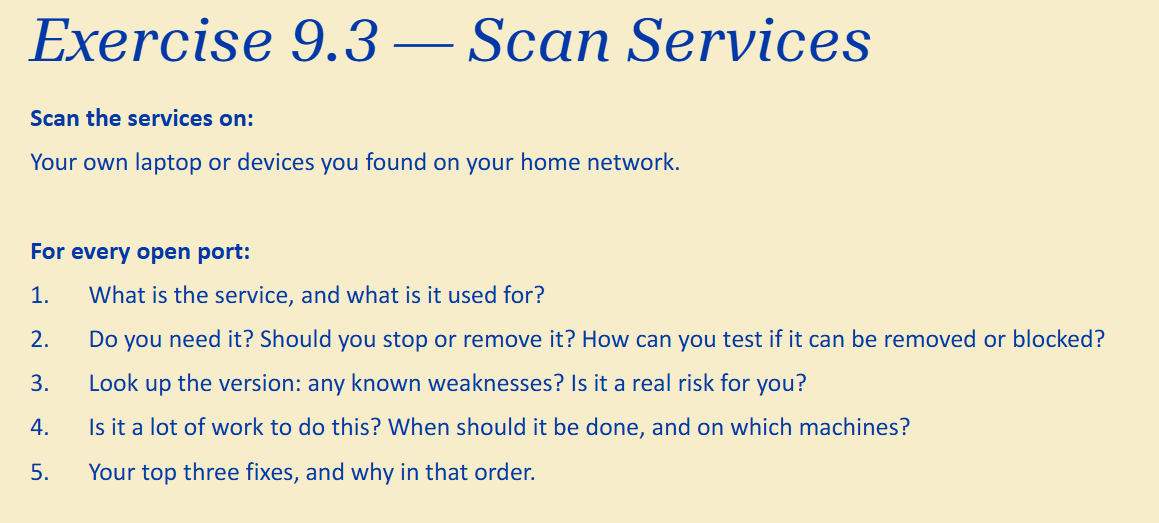 Exercise 9.3 — Scan Services
Scan the services on:
Your own laptop or devices you found on your home network.
For every open port:
1. What is the service, and what is it used for?
2. Do you need it? Should you stop or remove it? How can you test if it can be removed or blocked?
3. Look up the version: any known weaknesses? Is it a real risk for you?
4. Is it a lot of work to do this? When should it be done, and on which machines?
5. Your top three fixes, and why in that order.